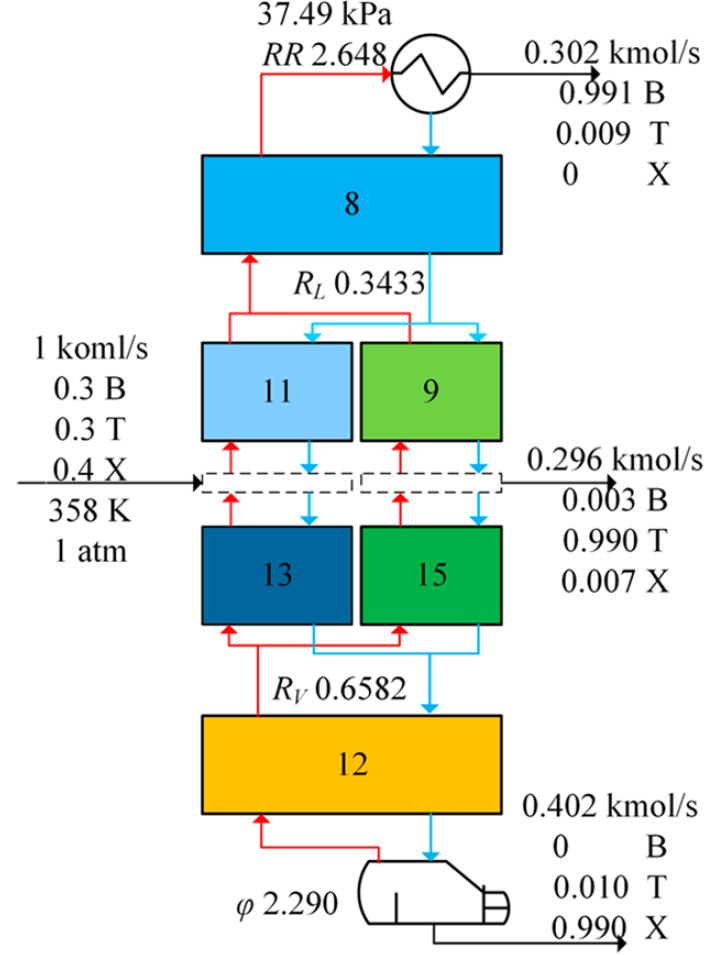 37.49 kPa
RR 2.648
0.302 kmol/s
0.991 B
0.009 T
0 X
8
R_L 0.3433
1 koml/s
0.3 B
0.3 T
0.4 X
358 K
1 atm
11
9
0.296 kmol/s
0.003 B
0.990 T
0.007 X
13
15
R_V 0.6582
12
0.402 kmol/s
0 B
0.010 T
0.990 X
φ 2.290